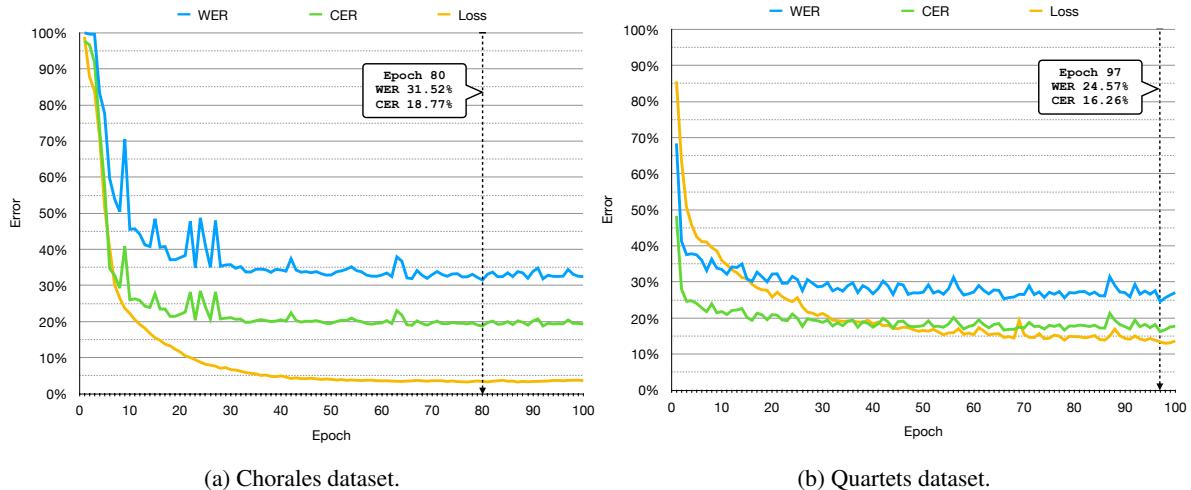 WER CER Loss
100%
90%
80%
70%
60%
50%
40%
30%
20%
10%
0%
Error
Epoch 80
WER 31.52%
CER 18.77%
0 10 20 30 40 50 60 70 80 90 100
Epoch
(a) Chorales dataset.
WER CER Loss
100%
90%
80%
70%
60%
50%
40%
30%
20%
10%
0%
Error
Epoch 97
WER 24.57%
CER 16.26%
0 10 20 30 40 50 60 70 80 90 100
Epoch
(b) Quartets dataset.